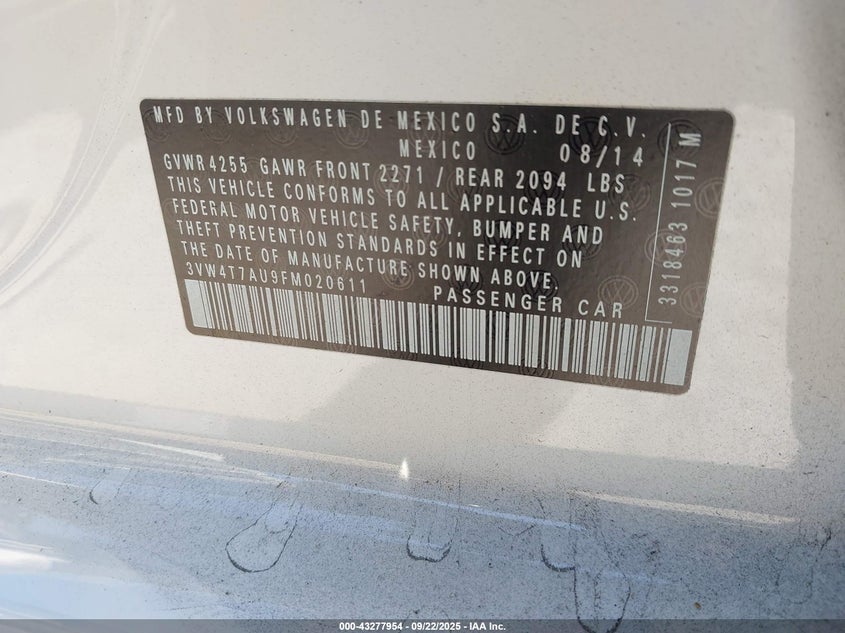 MFD BY VOLKSWAGEN DE MEXICO S.A. DE C.V.
MEXICO 08/14
GVWR 4255 GAWR FRONT 2271 / REAR 2094 LBS
THIS VEHICLE CONFORMS TO ALL APPLICABLE U.S.
FEDERAL MOTOR VEHICLE SAFETY, BUMPER AND
THEFT PREVENTION STANDARDS IN EFFECT ON
THE DATE OF MANUFACTURE SHOWN ABOVE.
3VW4T7AU9FM020611 PASSENGER CAR
3318463 1017 M
000-43277954 - 09/22/2025 - IAA Inc.